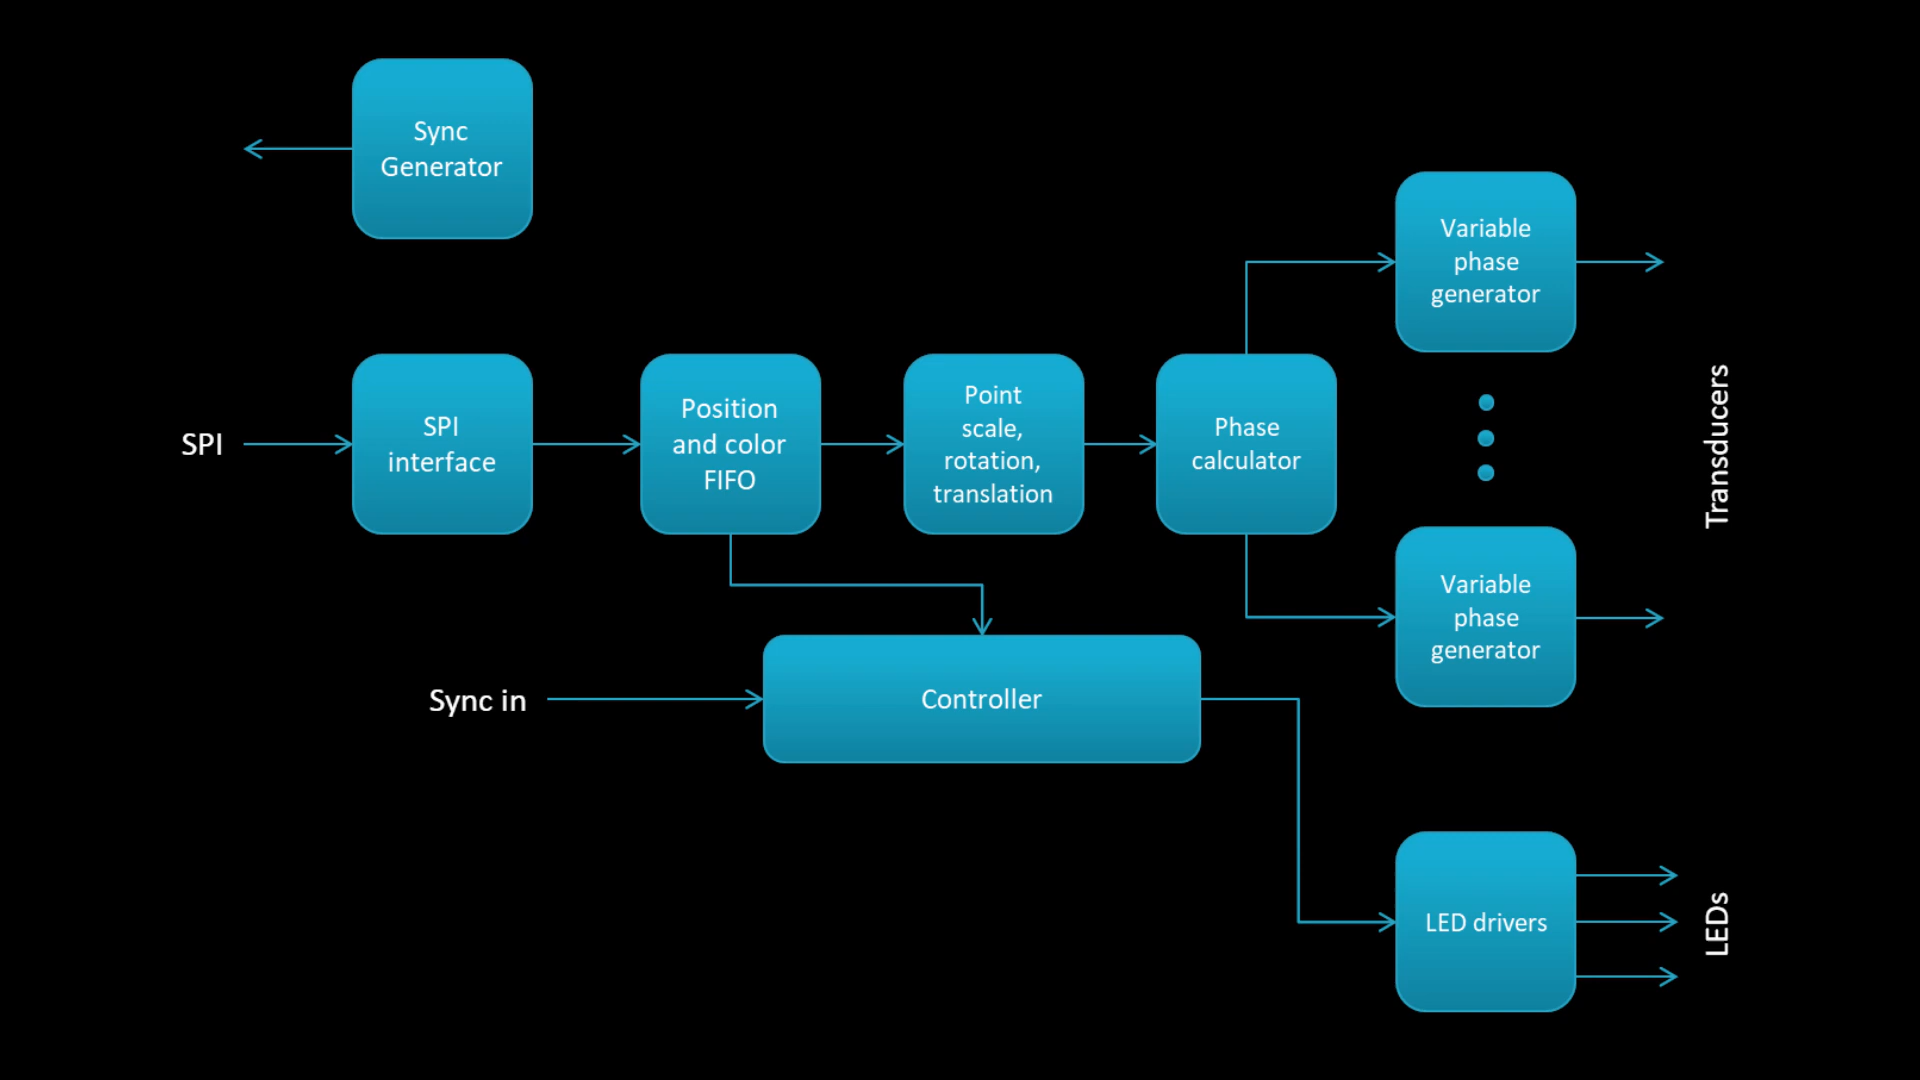 Sync
Generator
SPI
SPI
interface
Position
and color
FIFO
Point
scale,
rotation,
translation
Phase
calculator
Variable
phase
generator
Variable
phase
generator
Transducers
Sync in
Controller
LED drivers
LEDs